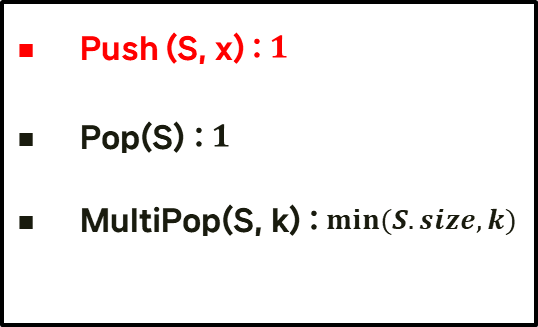 ▪ Push (S, x) : 1
▪ Pop(S) : 1
▪ MultiPop(S, k) : min(S.size, k)